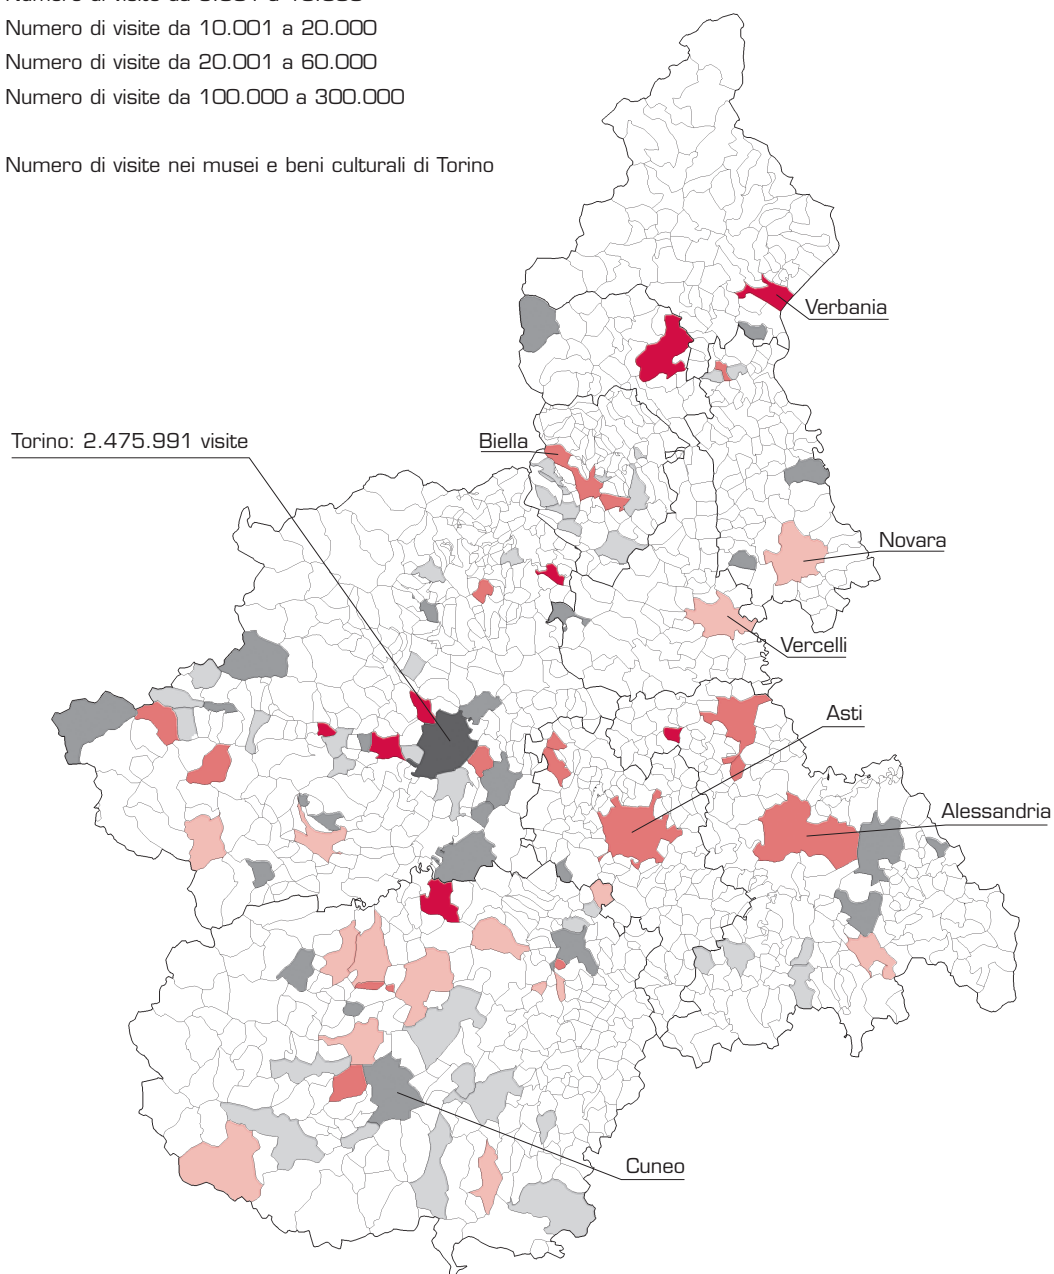 Numero di visite da 10.001 a 20.000
Numero di visite da 20.001 a 60.000
Numero di visite da 100.000 a 300.000
Numero di visite nei musei e beni culturali di Torino
Verbania
Torino: 2.475.991 visite
Biella
Novara
Vercelli
Asti
Alessandria
Cuneo